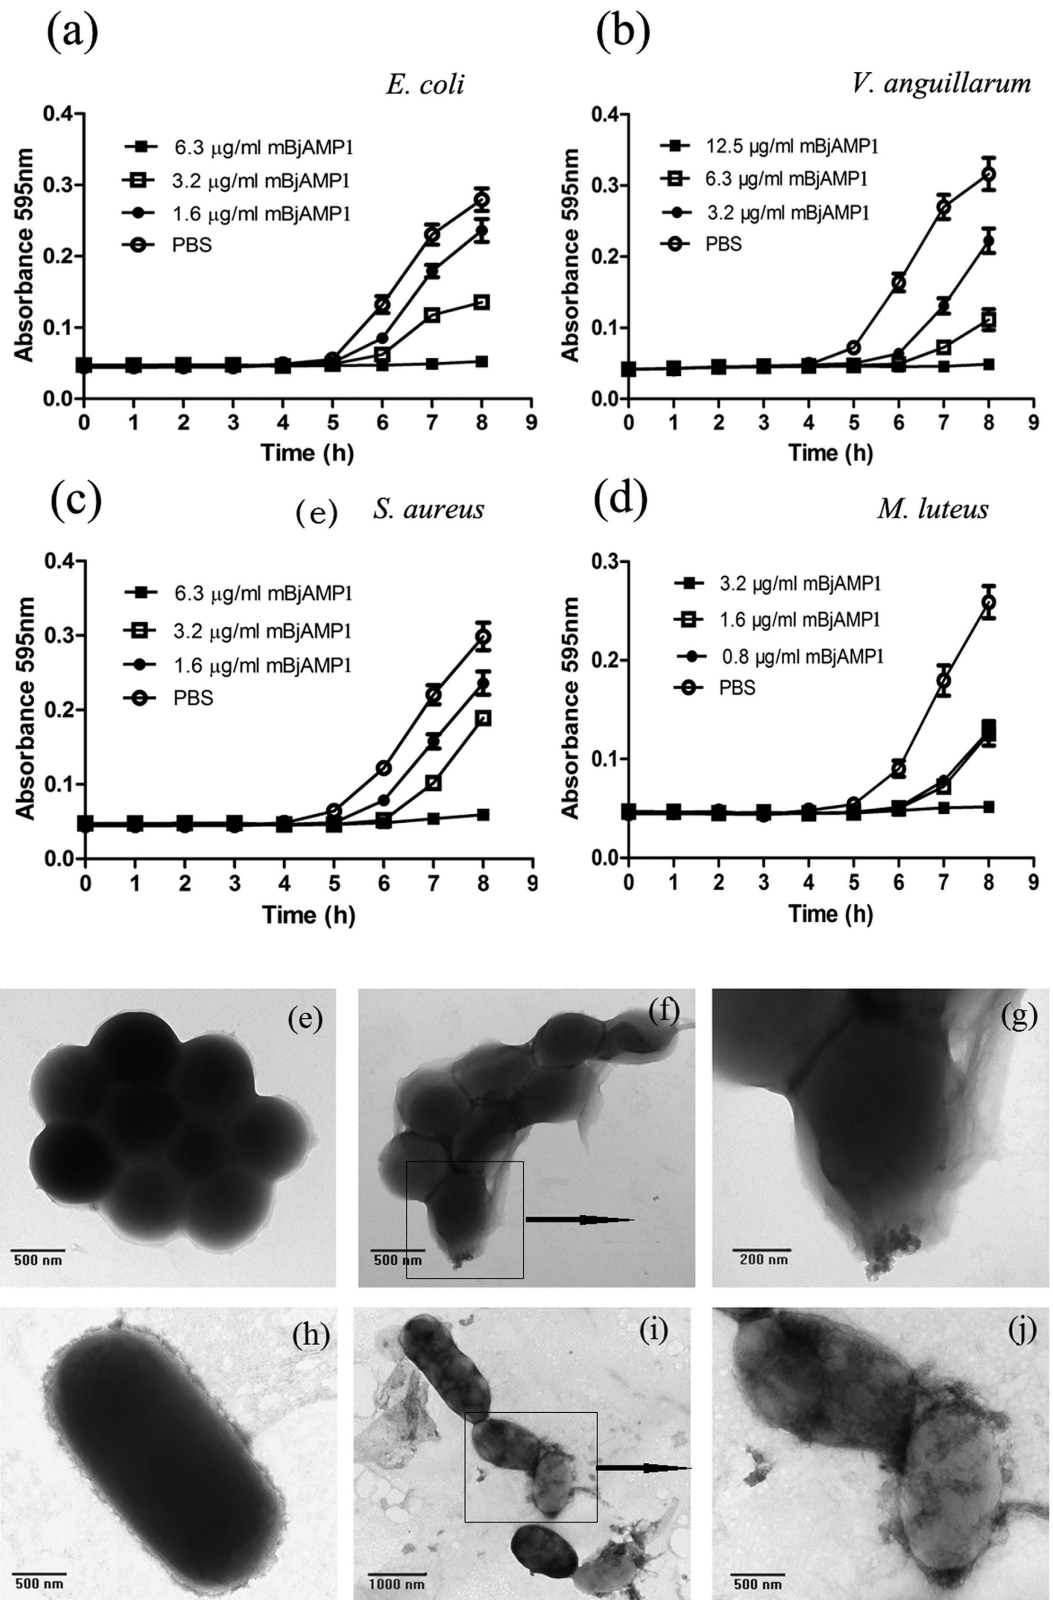 (a)
E. coli
0.4
0.3
0.2
0.1
0.0
Absorbance 595nm
6.3 µg/ml mBjAMP1
3.2 µg/ml mBjAMP1
1.6 µg/ml mBjAMP1
PBS
0 1 2 3 4 5 6 7 8 9
Time (h)
(b)
V. anguillarum
0.4
0.3
0.2
0.1
0.0
Absorbance 595nm
12.5 µg/ml mBjAMP1
6.3 µg/ml mBjAMP1
3.2 µg/ml mBjAMP1
PBS
0 1 2 3 4 5 6 7 8 9
Time (h)
(c)
(e) S. aureus
0.4
0.3
0.2
0.1
0.0
Absorbance 595nm
6.3 µg/ml mBjAMP1
3.2 µg/ml mBjAMP1
1.6 µg/ml mBjAMP1
PBS
0 1 2 3 4 5 6 7 8 9
Time (h)
(d)
M. luteus
0.3
0.2
0.1
0.0
Absorbance 595nm
3.2 µg/ml mBjAMP1
1.6 µg/ml mBjAMP1
0.8 µg/ml mBjAMP1
PBS
0 1 2 3 4 5 6 7 8 9
Time (h)
(e)
500 nm
(f)
500 nm
(g)
200 nm
(h)
500 nm
(i)
1000 nm
(j)
500 nm